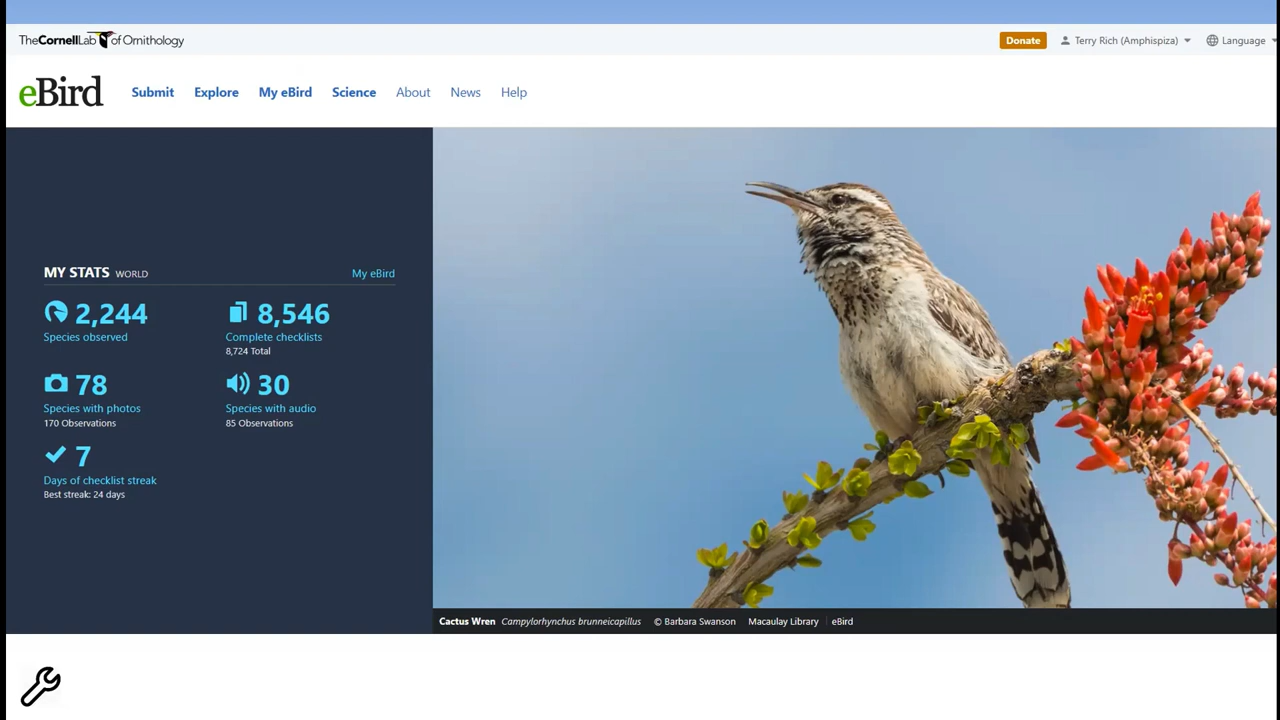 TheCornellLab of Ornithology
Donate
Terry Rich (Amphispiza)
Language
eBird
Submit
Explore
My eBird
Science
About
News
Help
MY STATS WORLD
My eBird
2,244
Species observed
8,546
Complete checklists
8,724 Total
78
Species with photos
170 Observations
30
Species with audio
85 Observations
7
Days of checklist streak
Best streak: 24 days
Cactus Wren Campylorhynchus brunneicapillus © Barbara Swanson Macaulay Library eBird